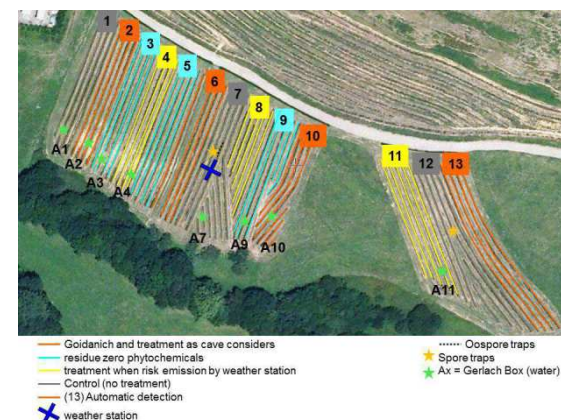 1
2
3
4
5
6
7
8
9
10
11
12
13
A1
A2
A3
A4
A7
A9
A10
A11
Goidanich and treatment as cave considers
residue zero phytochemicals
treatment when risk emission by weather station
Control (no treatment)
(13) Automatic detection
weather station
Oospore traps
Spore traps
Ax = Gerlach Box (water)